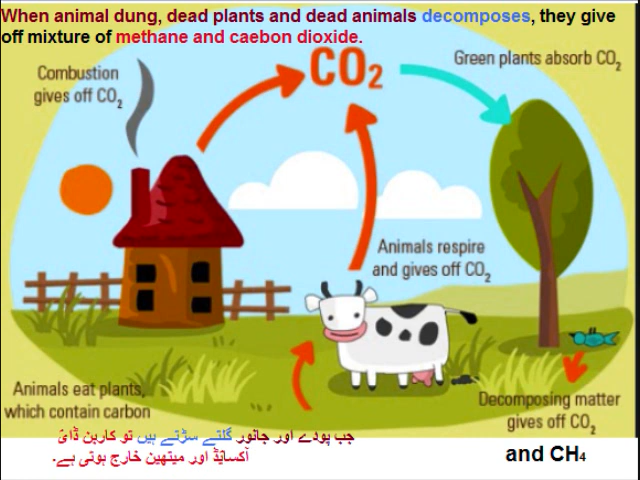 When animal dung, dead plants and dead animals decomposes, they give
off mixture of methane and caebon dioxide.
Combustion
gives off CO₂
CO₂
Green plants absorb CO₂
Animals respire
and gives off CO₂
Animals eat plants,
which contain carbon
Decomposing matter
gives off CO₂
and CH₄
جب پودے اور جانور گلتے سڑتے ہیں تو کاربن ڈائ
آکسایٔڈ اور میتھین خارج ہوتی ہے۔